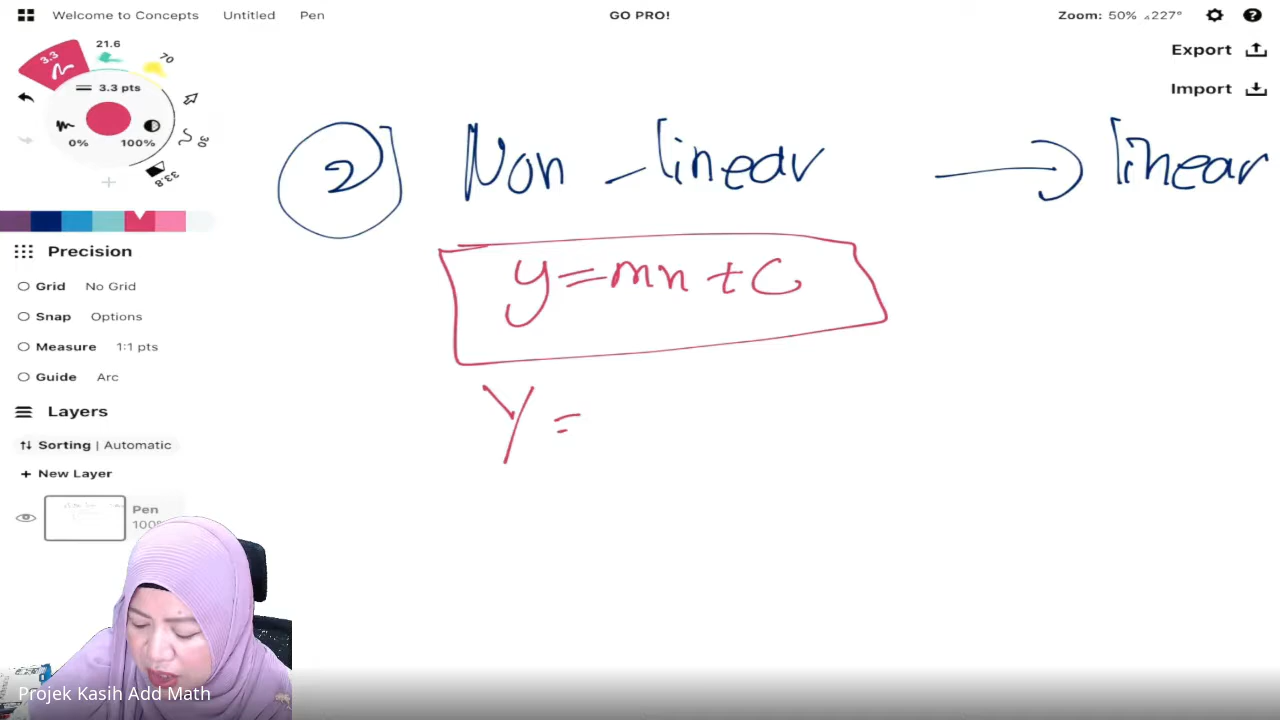 Welcome to Concepts Untitled Pen GO PRO! Zoom: 50% 227°
Export
Import
3.3 21.6 70
3.3 pts
0% 100%
30
33.8
2 Non-linear → linear
Precision
Grid No Grid
Snap Options
Measure 1:1 pts
Guide Arc
y=mx+c
Y =
Layers
Sorting | Automatic
+ New Layer
Pen
100%
Projek Kasih Add Math